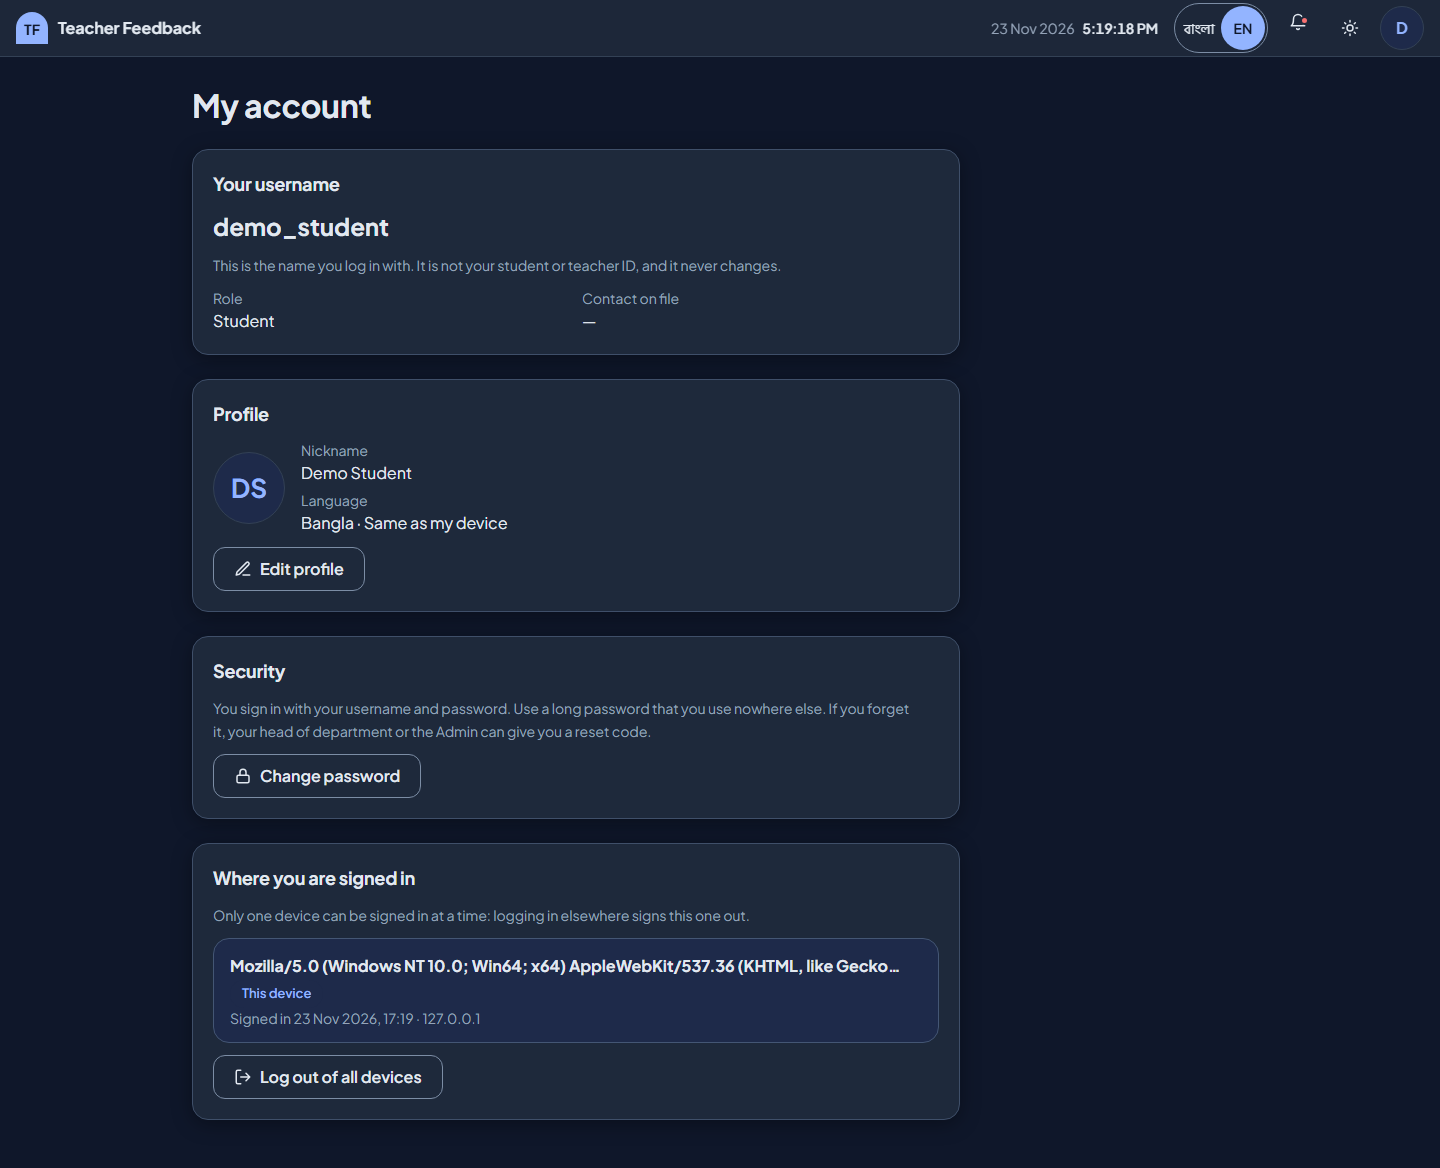 TF Teacher Feedback
23 Nov 2026 5:19:18 PM বাংলা EN D
My account
Your username
demo_student
This is the name you log in with. It is not your student or teacher ID, and it never changes.
Role Contact on file
Student —
Profile
DS
Nickname
Demo Student
Language
Bangla · Same as my device
Edit profile
Security
You sign in with your username and password. Use a long password that you use nowhere else. If you forget
it, your head of department or the Admin can give you a reset code.
Change password
Where you are signed in
Only one device can be signed in at a time: logging in elsewhere signs this one out.
Mozilla/5.0 (Windows NT 10.0; Win64; x64) AppleWebKit/537.36 (KHTML, like Gecko…
This device
Signed in 23 Nov 2026, 17:19 · 127.0.0.1
Log out of all devices